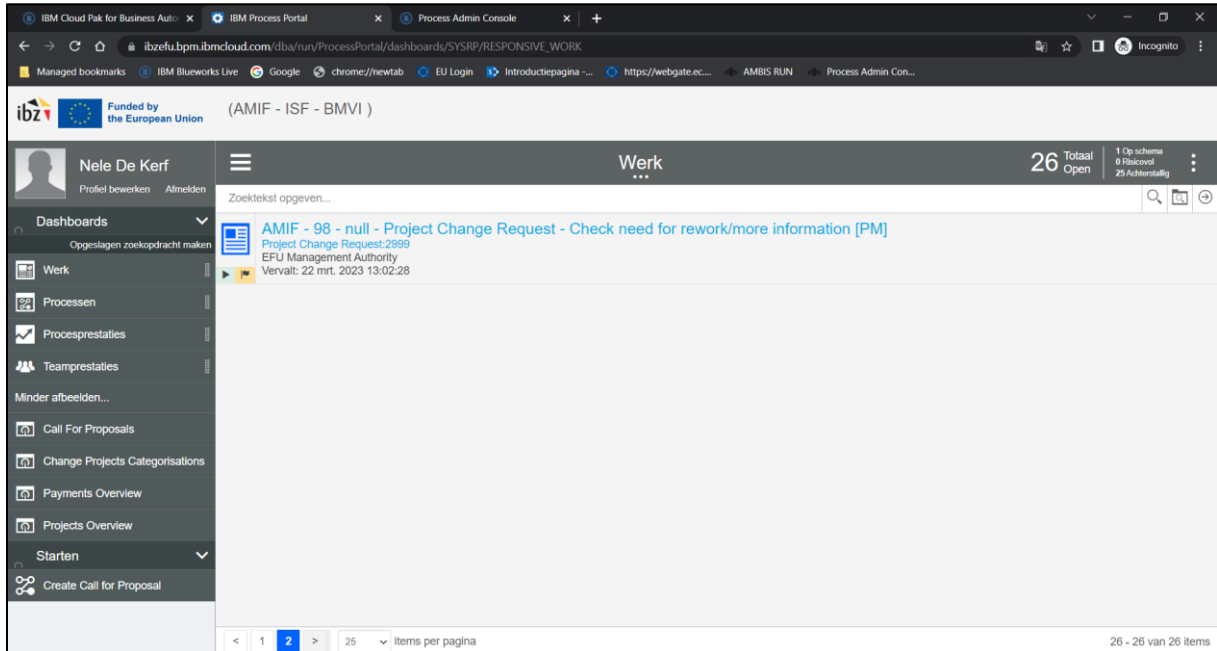 IBM Cloud Pak for Business Auto
IBM Process Portal
Process Admin Console
ibzefu.bpm.ibmcloud.com/dba/run/ProcessPortal/dashboards/SYSRP/RESPONSIVE_WORK
Incognito
Managed bookmarks
IBM Blueworks Live
Google
chrome://newtab
EU Login
Introductiepagina -...
https://webgate.ec....
AMBIS RUN
Process Admin Con...
ibz
Funded by
the European Union
(AMIF - ISF - BMVI )
Nele De Kerf
Profiel bewerken Afmelden
Werk
26 Totaal
Open
1 Op schema
0 Risicovol
25 Achterstallig
Zoektekst opgeven...
Dashboards
Opgeslagen zoekopdracht maken
Werk
Processen
Procesprestaties
Teamprestaties
Minder afbeelden...
Call For Proposals
Change Projects Categorisations
Payments Overview
Projects Overview
Starten
Create Call for Proposal
AMIF - 98 - null - Project Change Request - Check need for rework/more information [PM]
Project Change Request:2999
EFU Management Authority
Vervalt: 22 mrt. 2023 13:02:28
< 1 2 > 25 items per pagina
26 - 26 van 26 items